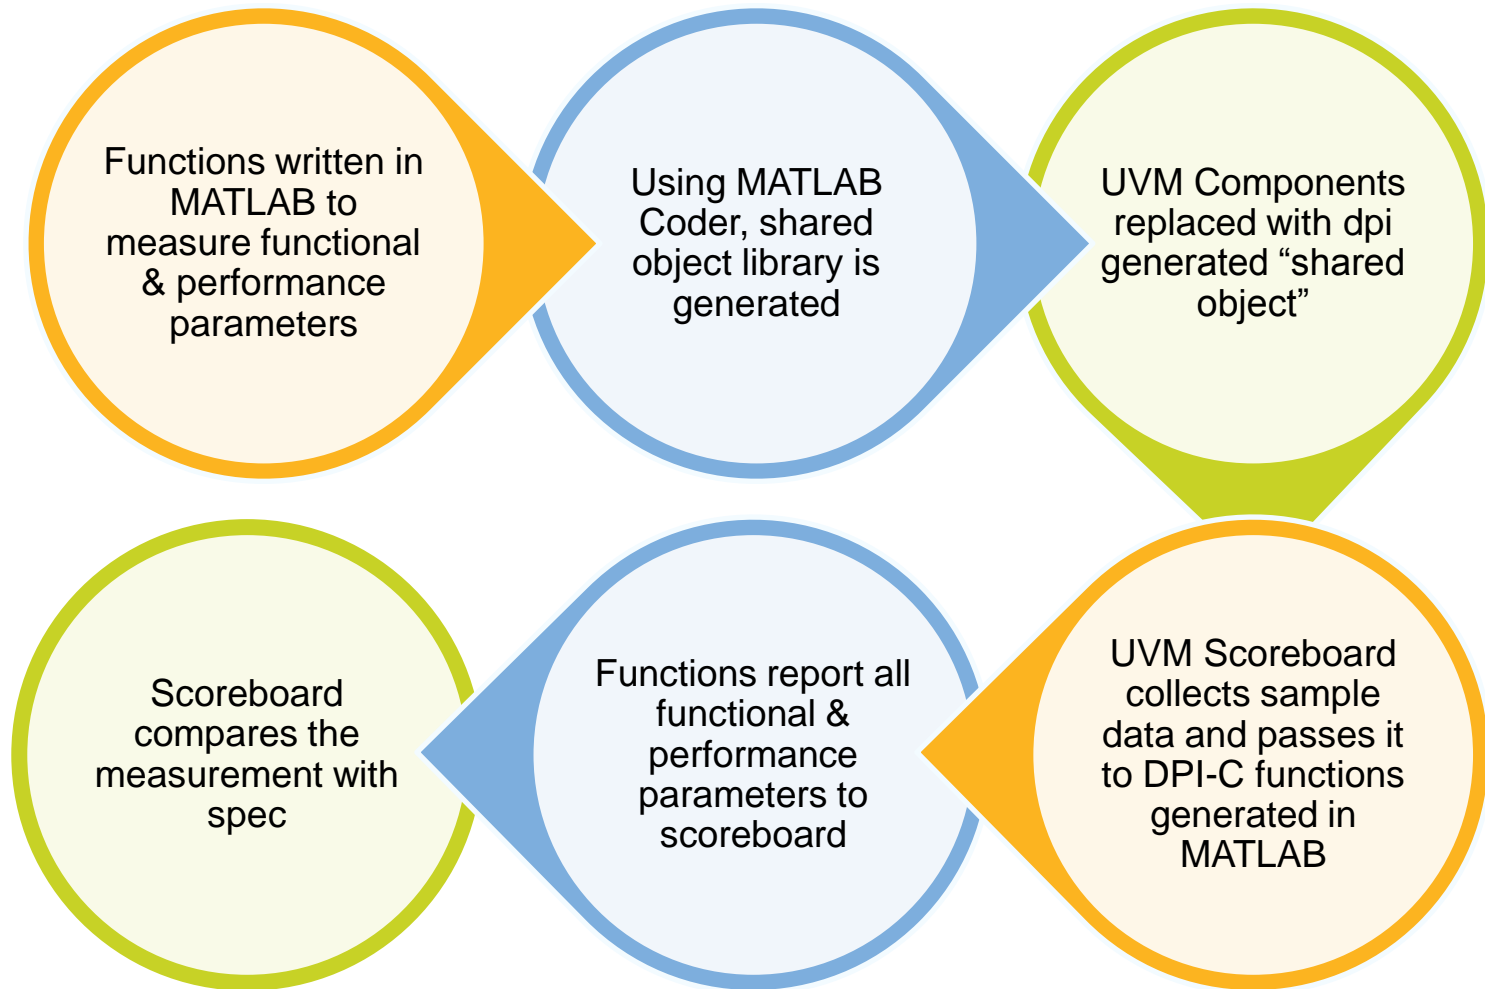 Functions written in
MATLAB to
measure functional
& performance
parameters
Using MATLAB
Coder, shared
object library is
generated
UVM Components
replaced with dpi
generated “shared
object”
UVM Scoreboard
collects sample
data and passes it
to DPI-C functions
generated in
MATLAB
Functions report all
functional &
performance
parameters to
scoreboard
Scoreboard
compares the
measurement with
spec